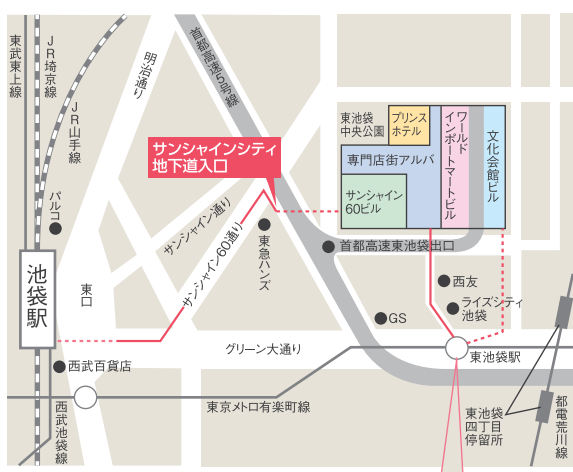 東武東上線
JR埼京線
JR山手線
明治通り
首都高速5号線
サンシャインシティ
地下道入口
東池袋
中央公園
プリンス
ホテル
専門店街アルパ
サンシャイン
60ビル
ワールド
インポートマートビル
文化会館ビル
パルコ
池袋駅
東口
サンシャイン通り
サンシャイン60通り
東急ハンズ
首都高速東池袋出口
西友
ライズシティ
池袋
GS
グリーン大通り
東池袋駅
西武百貨店
西武池袋線
東京メトロ有楽町線
東池袋
四丁目
停留所
都電荒川線